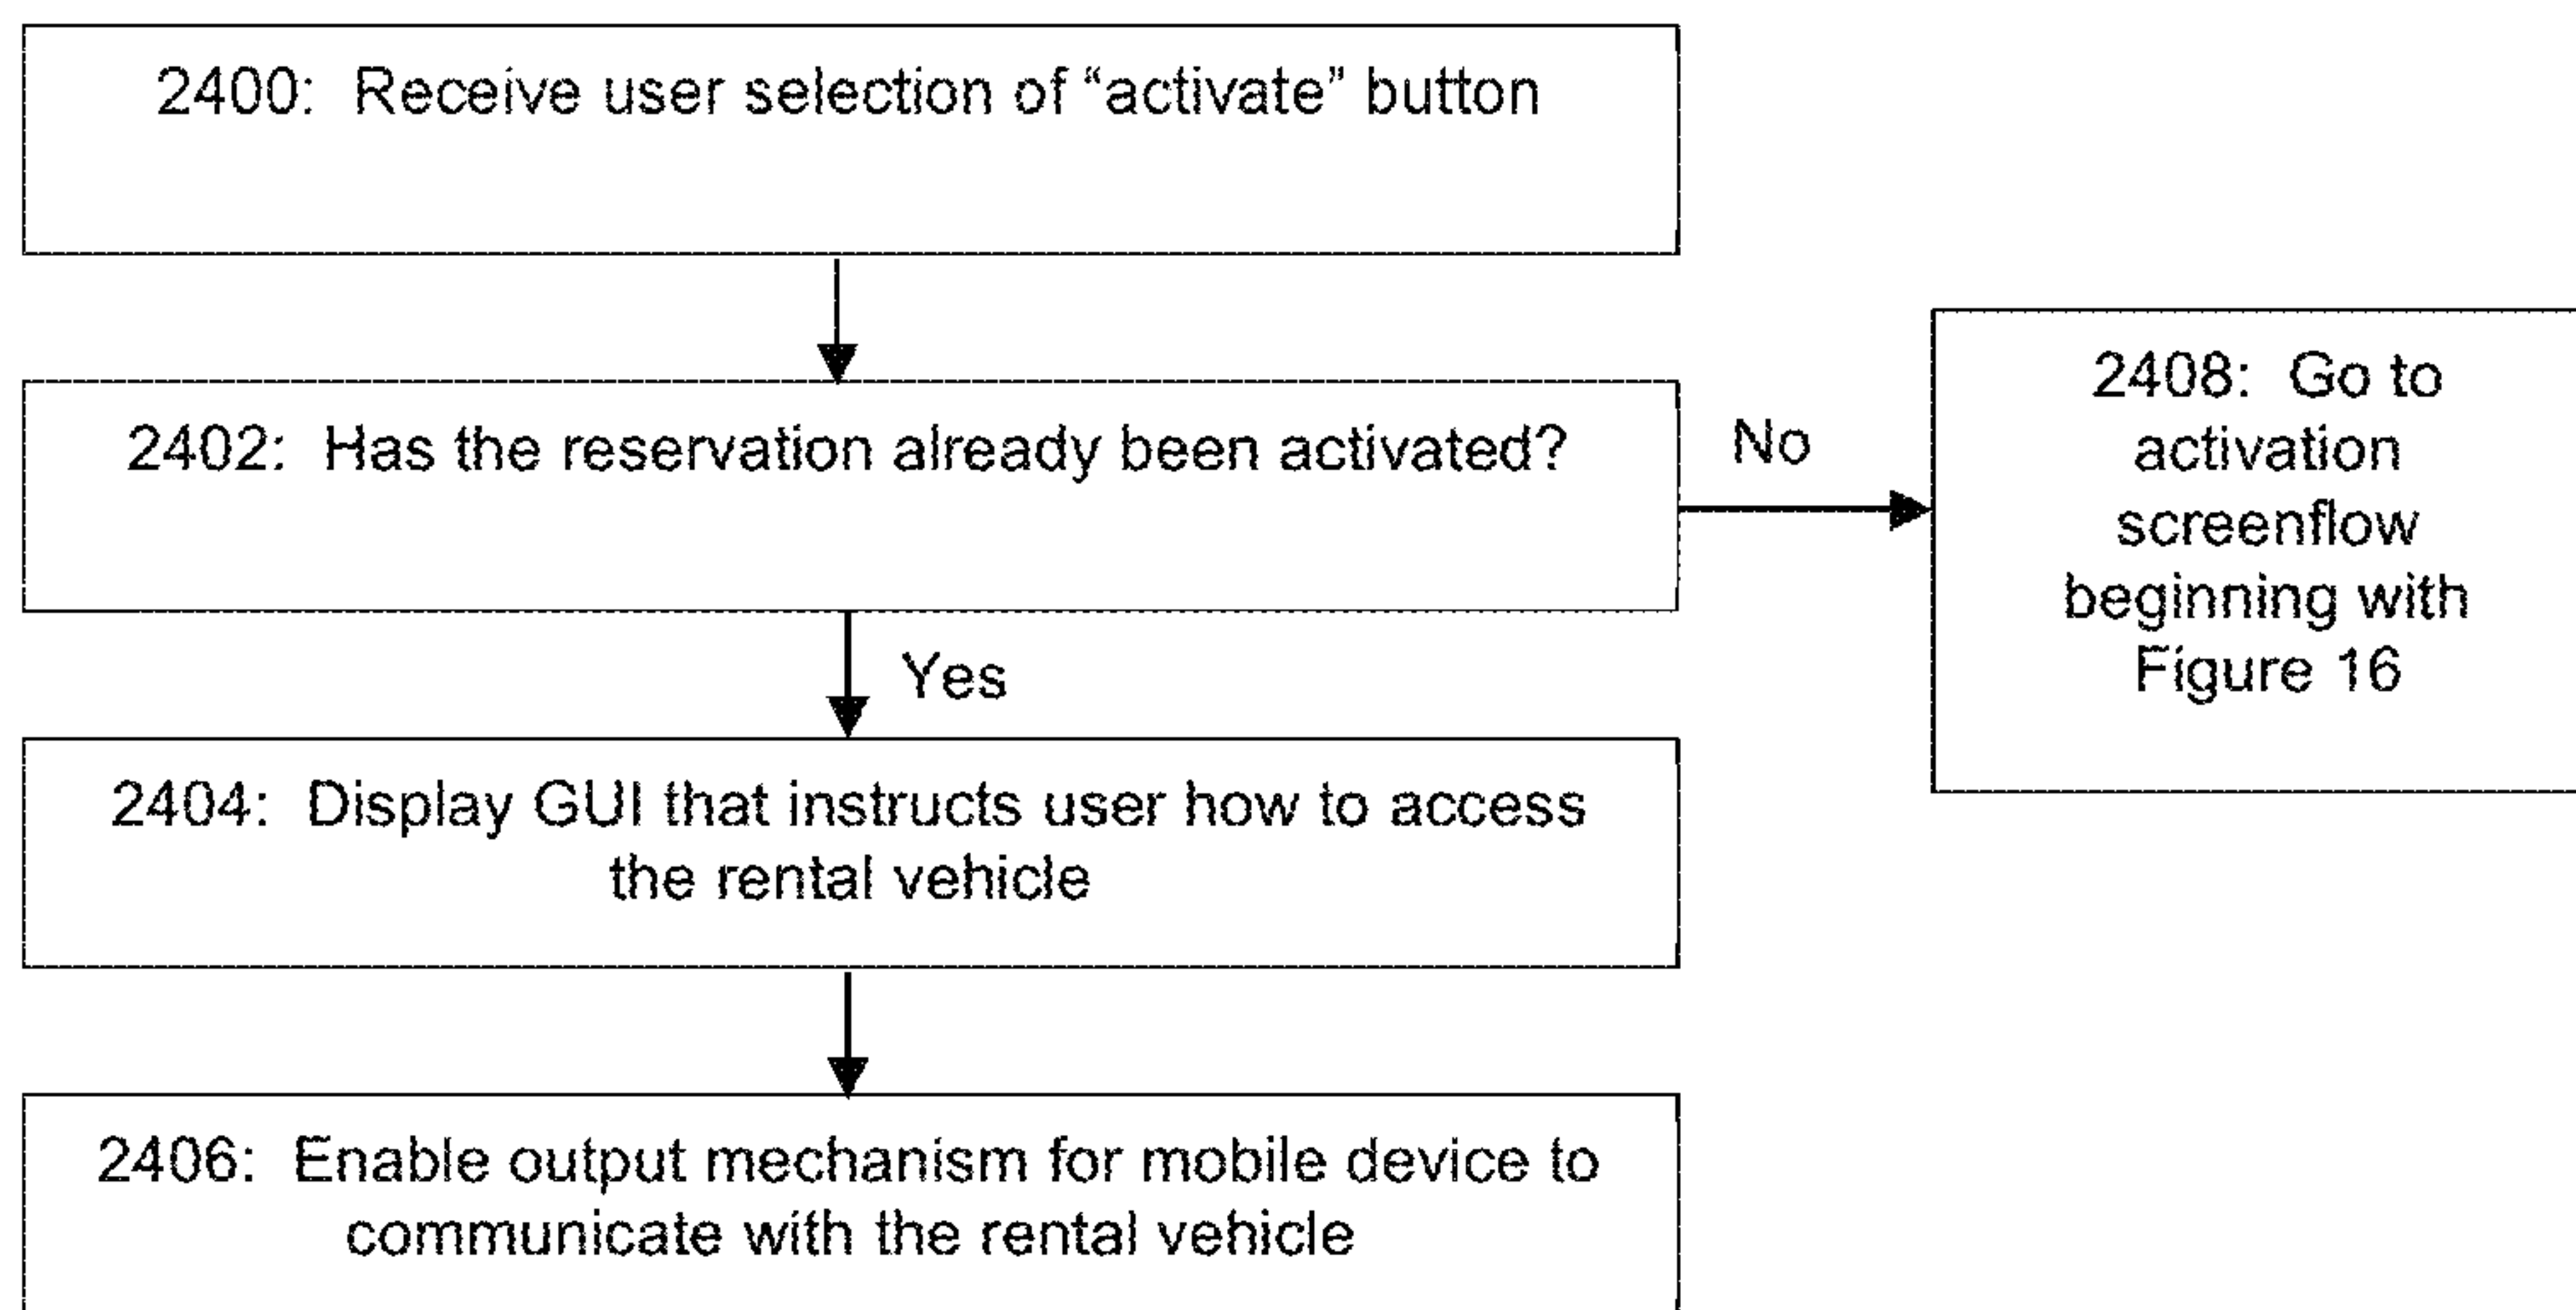 2400: Receive user selection of “activate” button
2402: Has the reservation already been activated?
No
2408: Go to
activation
screenflow
beginning with
Figure 16
Yes
2404: Display GUI that instructs user how to access
the rental vehicle
2406: Enable output mechanism for mobile device to
communicate with the rental vehicle